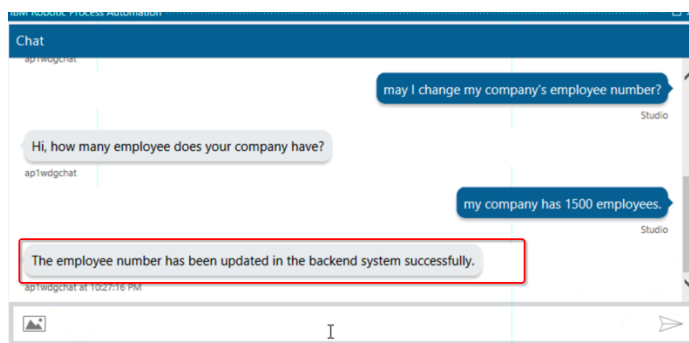 IBM Robotic Process Automation
Chat
ap1wdgchat
may I change my company's employee number?
Studio
Hi, how many employee does your company have?
ap1wdgchat
my company has 1500 employees.
Studio
The employee number has been updated in the backend system successfully.
ap1wdgchat at 10:27:16 PM